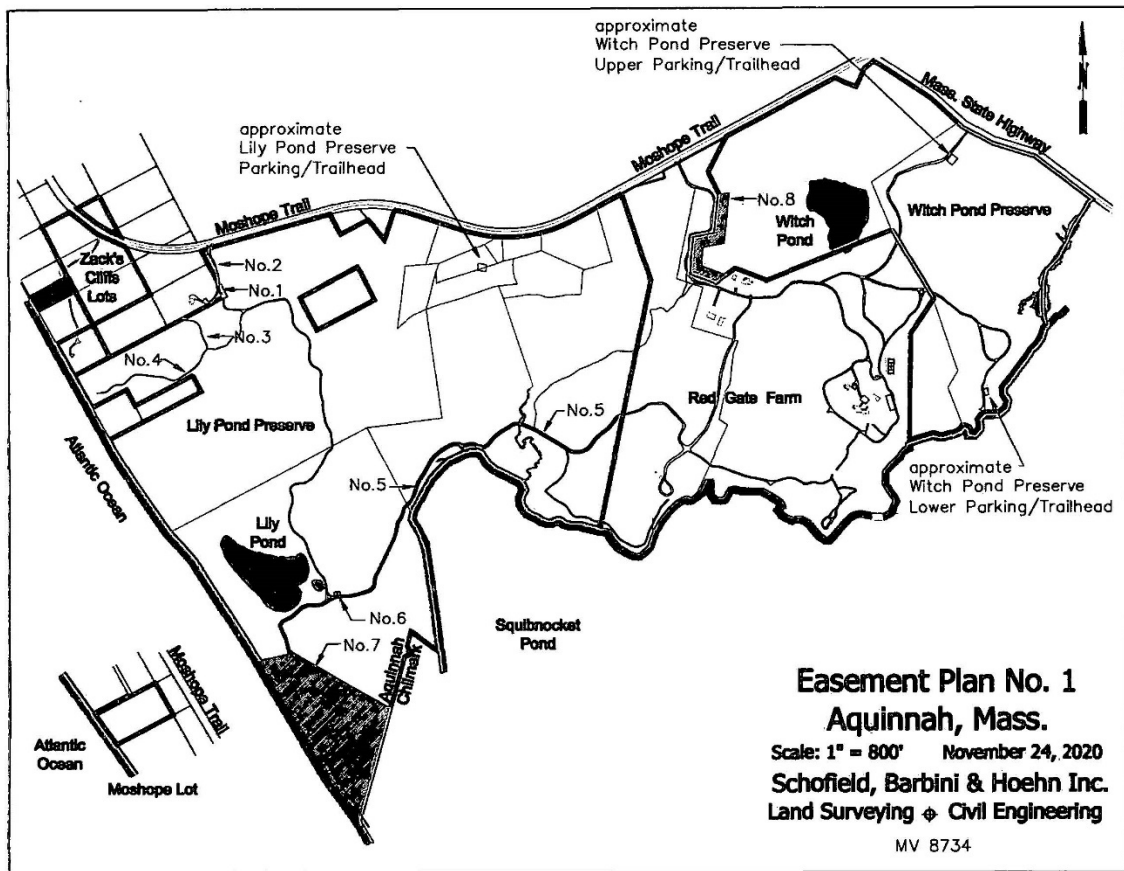 approximate
Witch Pond Preserve
Upper Parking/Trailhead
N
Mass. State Highway
approximate
Lily Pond Preserve
Parking/Trailhead
Moshope Trail
Moshope Trail
No.8
Witch
Pond
Witch Pond Preserve
Zack's
Cliffs
Lots
No.2
No.1
No.3
No.4
Lily Pond Preserve
Red Gate Farm
No.5
Atlantic Ocean
No.5
approximate
Witch Pond Preserve
Lower Parking/Trailhead
Lily
Pond
No.6
Squibnocket
Pond
No.7
Aquinnah
Chilmark
Moshope Trail
Atlantic
Ocean
Moshope Lot
Easement Plan No. 1
Aquinnah, Mass.
Scale: 1" = 800' November 24, 2020
Schofield, Barbini & Hoehn Inc.
Land Surveying Civil Engineering
MV 8734